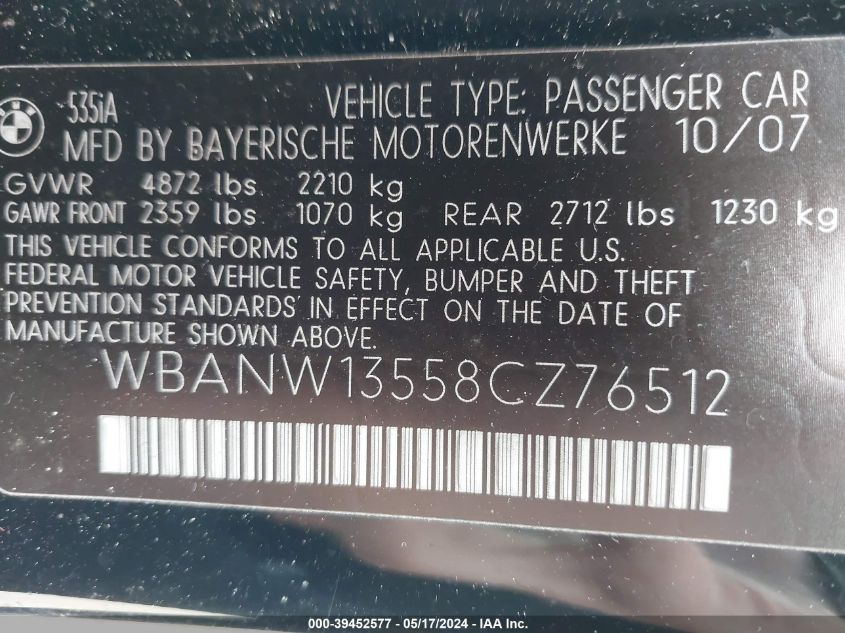 535iA VEHICLE TYPE: PASSENGER CAR
MFD BY BAYERISCHE MOTORENWERKE 10/07
GVWR 4872 lbs 2210 kg
GAWR FRONT 2359 lbs 1070 kg REAR 2712 lbs 1230 kg
THIS VEHICLE CONFORMS TO ALL APPLICABLE U.S.
FEDERAL MOTOR VEHICLE SAFETY, BUMPER AND THEFT
PREVENTION STANDARDS IN EFFECT ON THE DATE OF
MANUFACTURE SHOWN ABOVE.
WBANW13558CZ76512
000-39452577 / 05/17/2024 - IAA Inc.